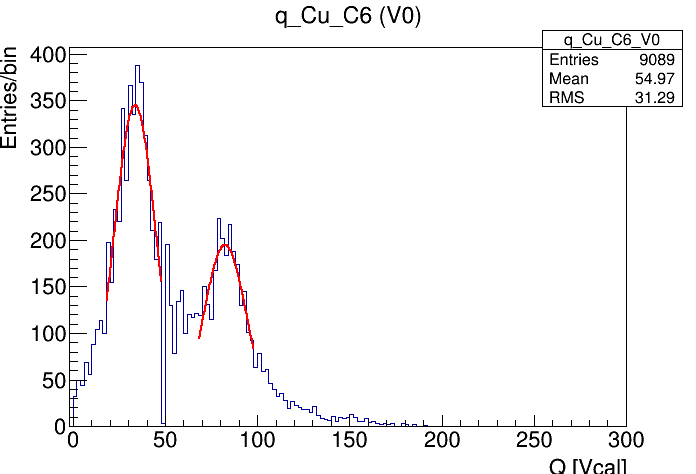 q_Cu_C6 (V0)
q_Cu_C6_V0
Entries 9089
Mean 54.97
RMS 31.29
Entries/bin
400
350
300
250
200
150
100
50
0
0 50 100 150 200 250 300
Q [Vcal]